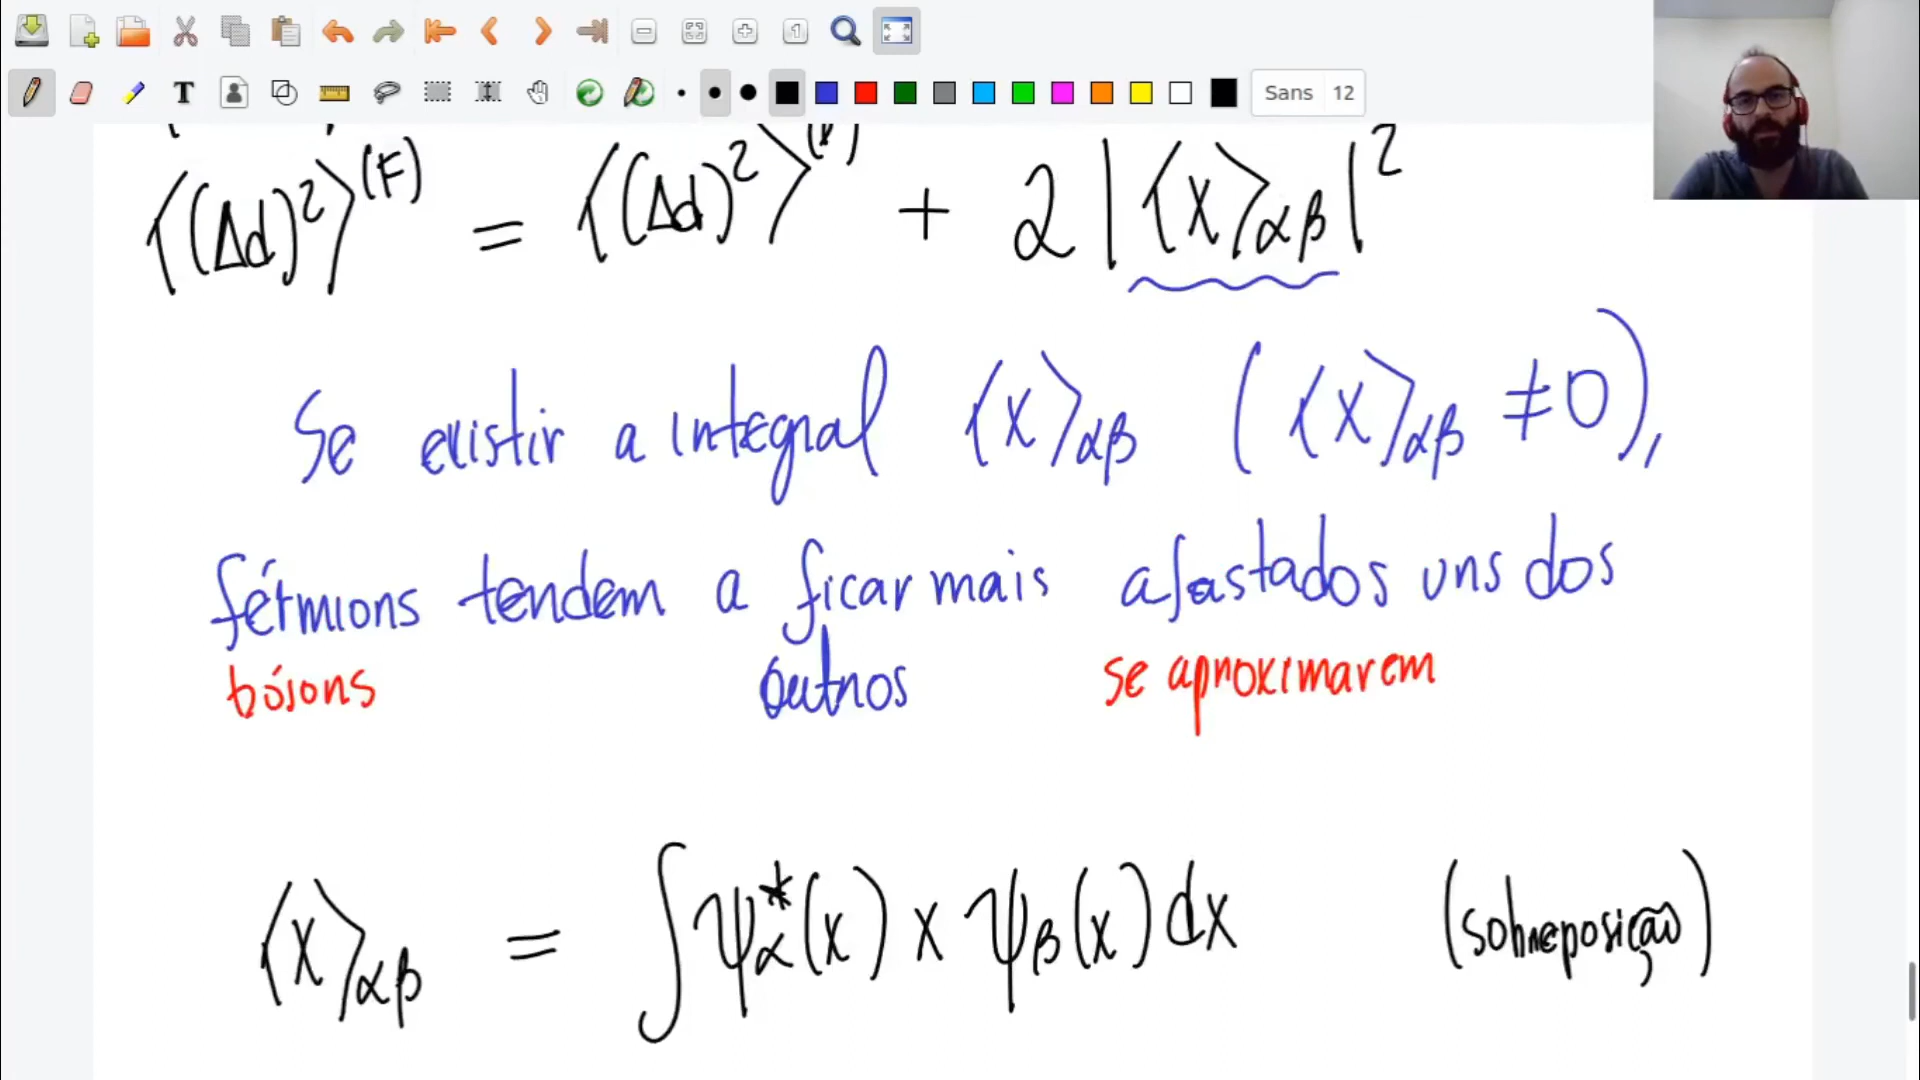 Sans 12
⟨(Δd)²⟩⁽ᶠ⁾ = ⟨(Δd)²⟩ + 2|⟨x⟩αβ|²
Se existir a integral ⟨x⟩αβ (⟨x⟩αβ ≠ 0),
férmions tendem a ficar mais afastados uns dos
bósons outros se aproximarem
⟨x⟩αβ = ∫ψα*(x) x ψβ(x) dx (sobreposição)